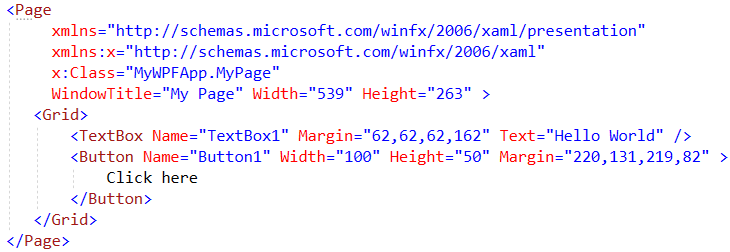 <Page
xmlns="http://schemas.microsoft.com/winfx/2006/xaml/presentation"
xmlns:x="http://schemas.microsoft.com/winfx/2006/xaml"
x:Class="MyWPFApp.MyPage"
WindowTitle="My Page" Width="539" Height="263" >
<Grid>
<TextBox Name="TextBox1" Margin="62,62,62,162" Text="Hello World" />
<Button Name="Button1" Width="100" Height="50" Margin="220,131,219,82" >
Click here
</Button>
</Grid>
</Page>